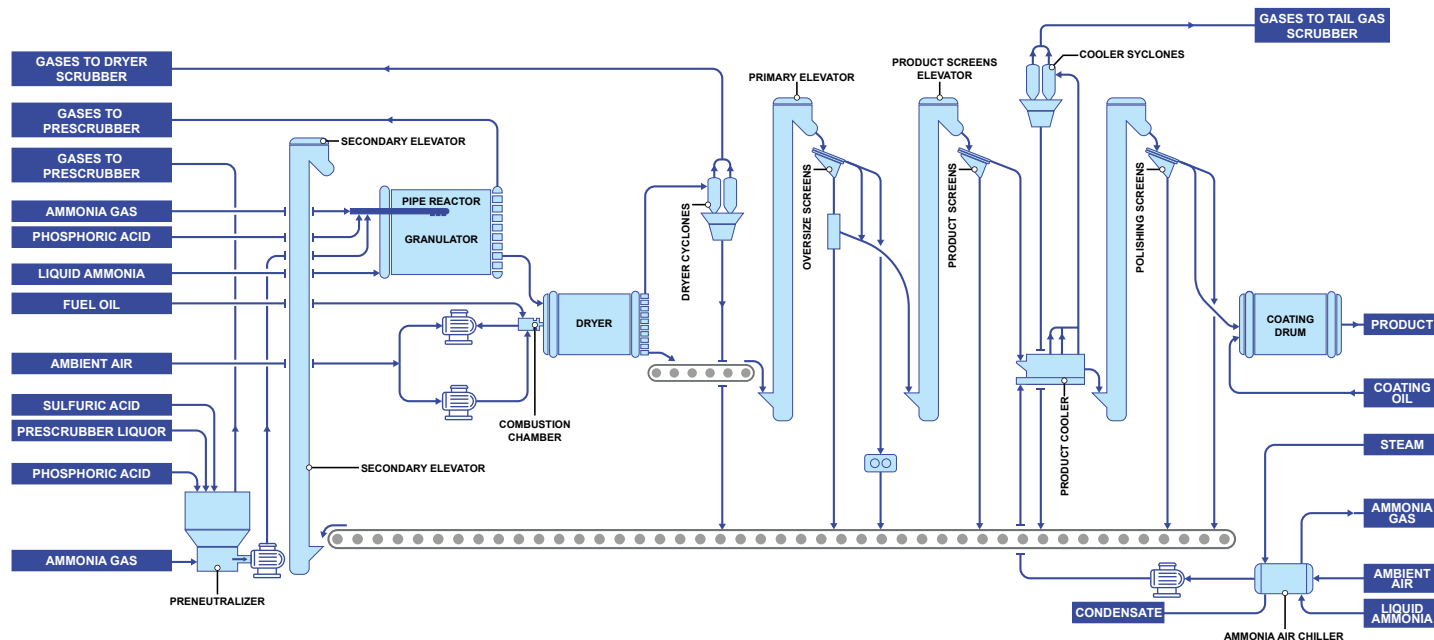 GASES TO TAIL GAS
SCRUBBER
GASES TO DRYER
SCRUBBER
COOLER SYCLONES
PRODUCT SCREENS
ELEVATOR
PRIMARY ELEVATOR
GASES TO
PRESCRUBBER
SECONDARY ELEVATOR
GASES TO
PRESCRUBBER
AMMONIA GAS
PIPE REACTOR
PHOSPHORIC ACID
GRANULATOR
LIQUID AMMONIA
DRYER CYCLONES
OVERSIZE SCREENS
PRODUCT SCREENS
POLISHING SCREENS
FUEL OIL
DRYER
COATING
DRUM
PRODUCT
AMBIENT AIR
COATING
OIL
SULFURIC ACID
COMBUSTION
CHAMBER
PRESCRUBBER LIQUOR
PRODUCT COOLER
STEAM
PHOSPHORIC ACID
SECONDARY ELEVATOR
AMMONIA
GAS
AMMONIA GAS
AMBIENT
AIR
PRENEUTRALIZER
CONDENSATE
LIQUID
AMMONIA
AMMONIA AIR CHILLER